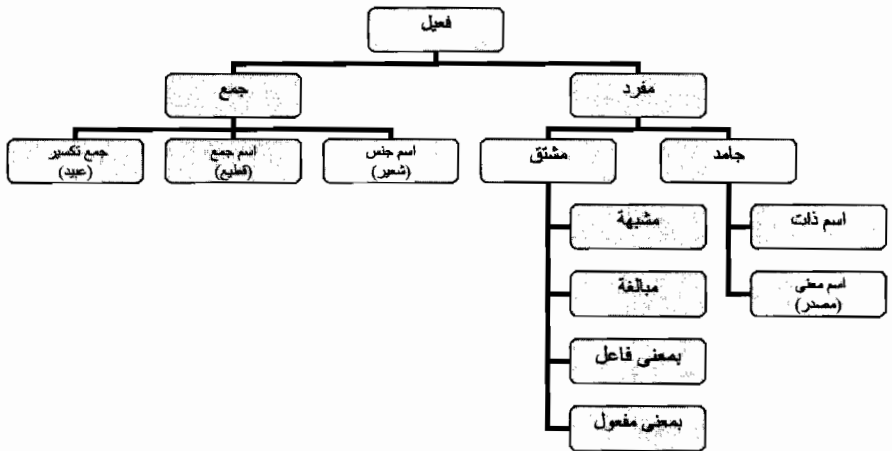 فعيل
مفرد
جمع
جامد
مشتق
اسم جنس
(شعير)
اسم جمع
(قطيع)
جمع تكسير
(عبيد)
اسم ذات
اسم معنى
(مصدر)
مشبهة
مبالغة
بمعنى فاعل
بمعنى مفعول